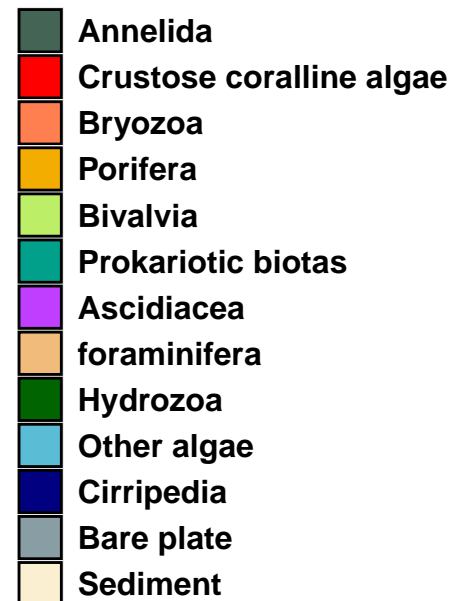 Annelida
Crustose coralline algae
Bryozoa
Porifera
Bivalvia
Prokariotic biotas
Ascidiacea
foraminifera
Hydrozoa
Other algae
Cirripedia
Bare plate
Sediment